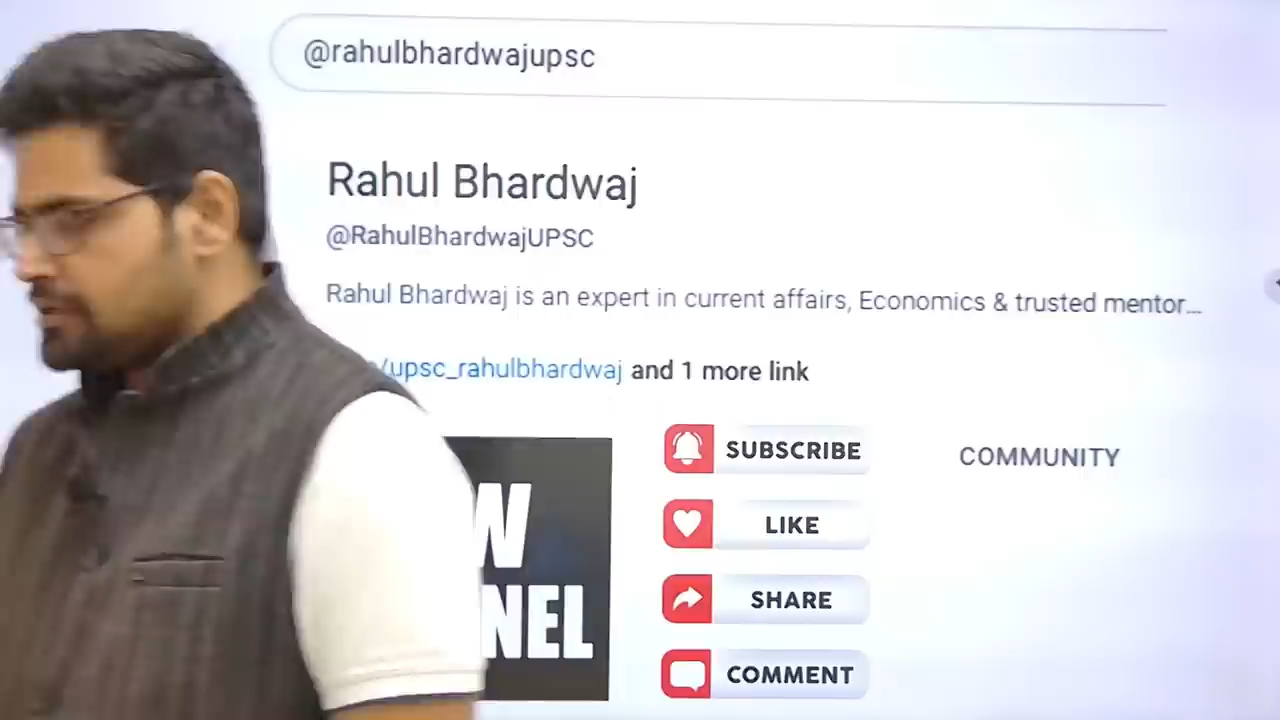 @rahulbhardwajupsc
Rahul Bhardwaj
@RahulBhardwajUPSC
Rahul Bhardwaj is an expert in current affairs, Economics & trusted mentor...
/upsc_rahulbhardwaj and 1 more link
SUBSCRIBE
COMMUNITY
LIKE
SHARE
COMMENT